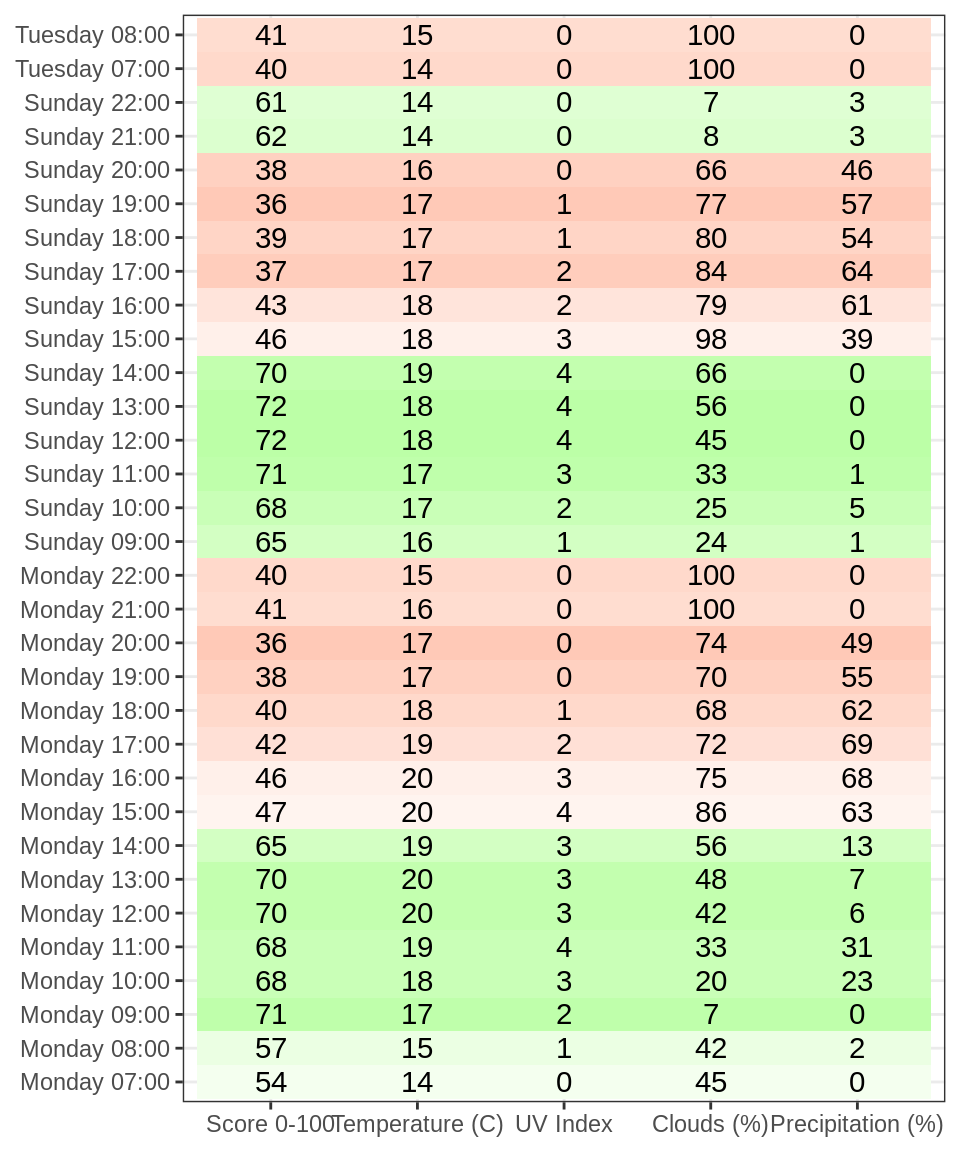 Tuesday 08:00 41 15 0 100 0
Tuesday 07:00 40 14 0 100 0
Sunday 22:00 61 14 0 7 3
Sunday 21:00 62 14 0 8 3
Sunday 20:00 38 16 0 66 46
Sunday 19:00 36 17 1 77 57
Sunday 18:00 39 17 1 80 54
Sunday 17:00 37 17 2 84 64
Sunday 16:00 43 18 2 79 61
Sunday 15:00 46 18 3 98 39
Sunday 14:00 70 19 4 66 0
Sunday 13:00 72 18 4 56 0
Sunday 12:00 72 18 4 45 0
Sunday 11:00 71 17 3 33 1
Sunday 10:00 68 17 2 25 5
Sunday 09:00 65 16 1 24 1
Monday 22:00 40 15 0 100 0
Monday 21:00 41 16 0 100 0
Monday 20:00 36 17 0 74 49
Monday 19:00 38 17 0 70 55
Monday 18:00 40 18 1 68 62
Monday 17:00 42 19 2 72 69
Monday 16:00 46 20 3 75 68
Monday 15:00 47 20 4 86 63
Monday 14:00 65 19 3 56 13
Monday 13:00 70 20 3 48 7
Monday 12:00 70 20 3 42 6
Monday 11:00 68 19 4 33 31
Monday 10:00 68 18 3 20 23
Monday 09:00 71 17 2 7 0
Monday 08:00 57 15 1 42 2
Monday 07:00 54 14 0 45 0
Score 0-100 Temperature (C) UV Index Clouds (%) Precipitation (%)